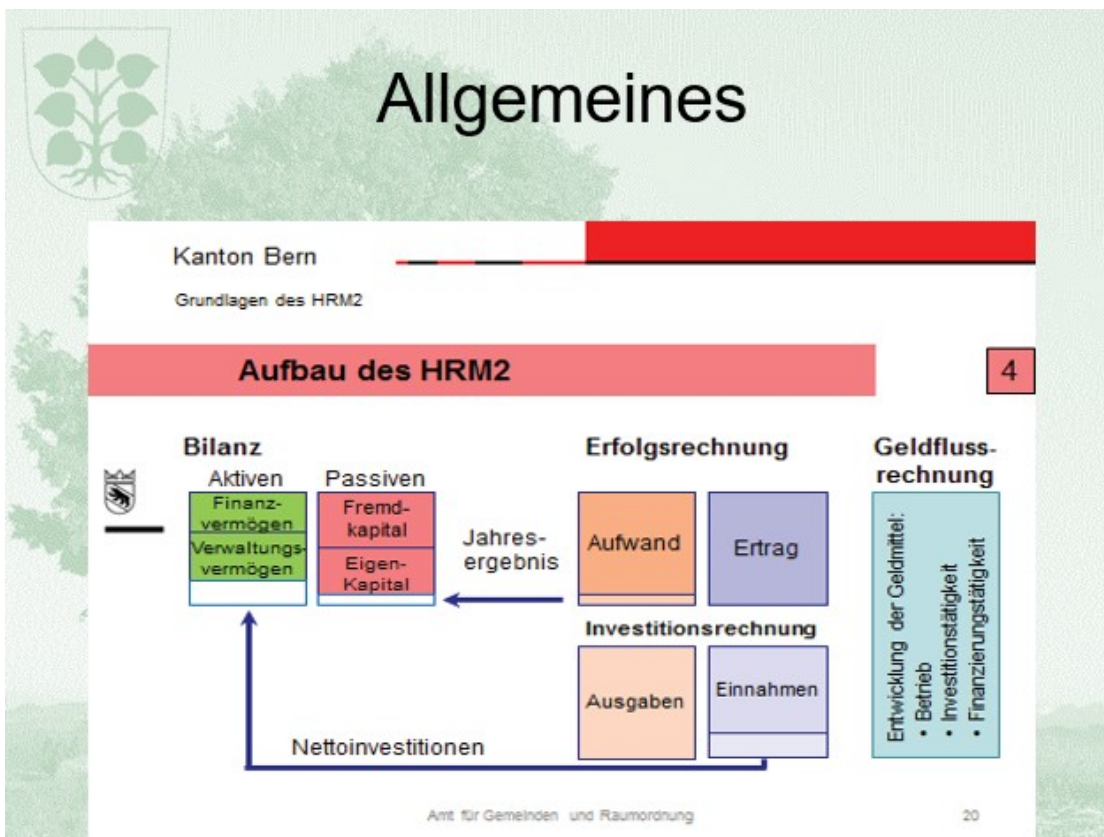 Allgemeines
Kanton Bern
Grundlagen des HRM2
Aufbau des HRM2
4
Bilanz
Aktiven
Passiven
Finanz-
vermögen
Verwaltungs-
vermögen
Fremd-
kapital
Eigen-
Kapital
Jahres-
ergebnis
Erfolgsrechnung
Aufwand
Ertrag
Investitionsrechnung
Ausgaben
Einnahmen
Nettoinvestitionen
Geldfluss-
rechnung
Entwicklung der Geldmittel:
• Betrieb
• Investitionstätigkeit
• Finanzierungstätigkeit
Amt für Gemeinden und Raumordnung
20